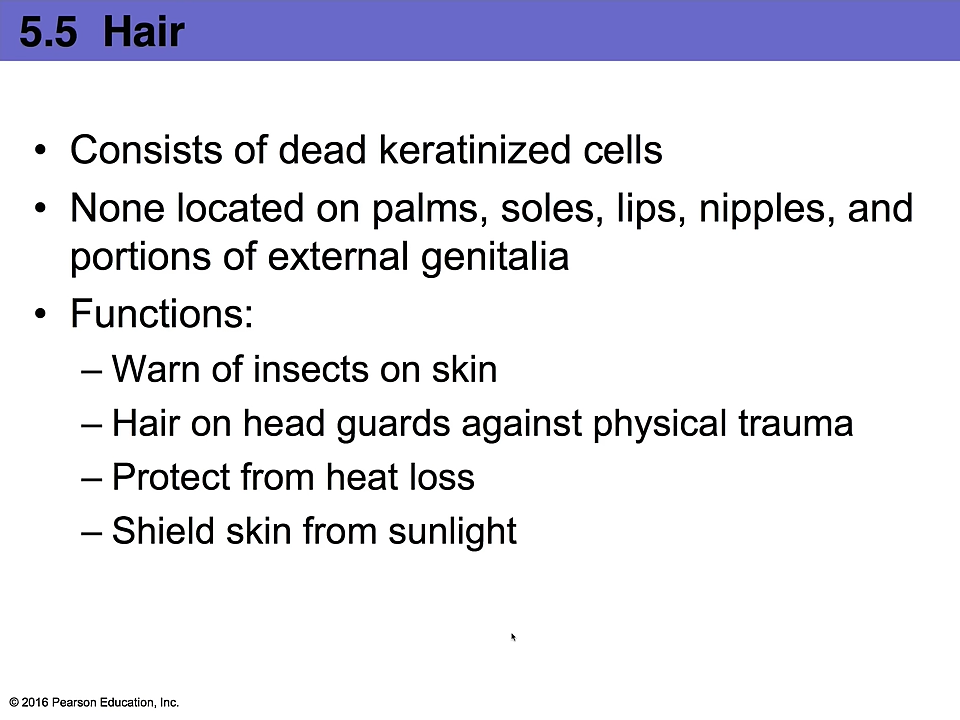 5.5 Hair
• Consists of dead keratinized cells
• None located on palms, soles, lips, nipples, and
portions of external genitalia
• Functions:
– Warn of insects on skin
– Hair on head guards against physical trauma
– Protect from heat loss
– Shield skin from sunlight
© 2016 Pearson Education, Inc.